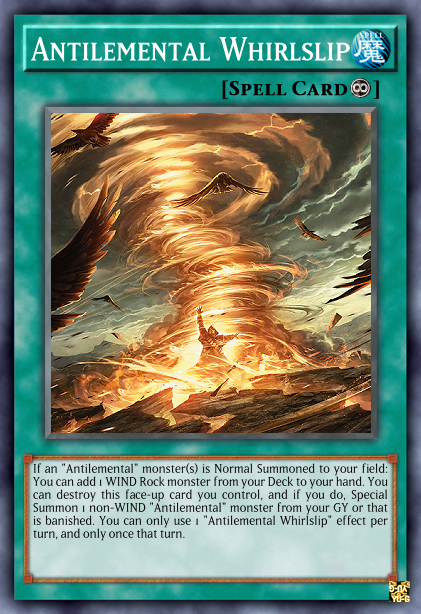 Antilemental Whirlslip
SPELL
魔
[Spell Card]
If an "Antilemental" monster(s) is Normal Summoned to your field:
You can add 1 WIND Rock monster from your Deck to your hand. You
can destroy this face-up card you control, and if you do, Special
Summon 1 non-WIND "Antilemental" monster from your GY or that
is banished. You can only use 1 "Antilemental Whirlslip" effect per
turn, and only once that turn.